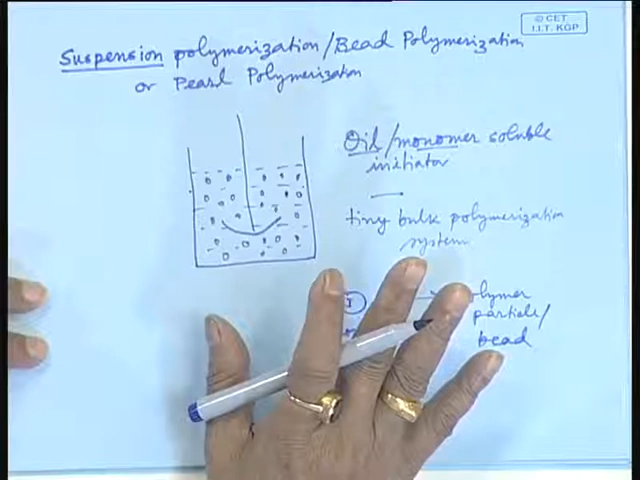 © CET
I.I.T. KGP
Suspension polymerization/Bead Polymerization
or Pearl Polymerization
Oil/monomer soluble
initiator
tiny bulk polymerization
system
I
particle/
bead